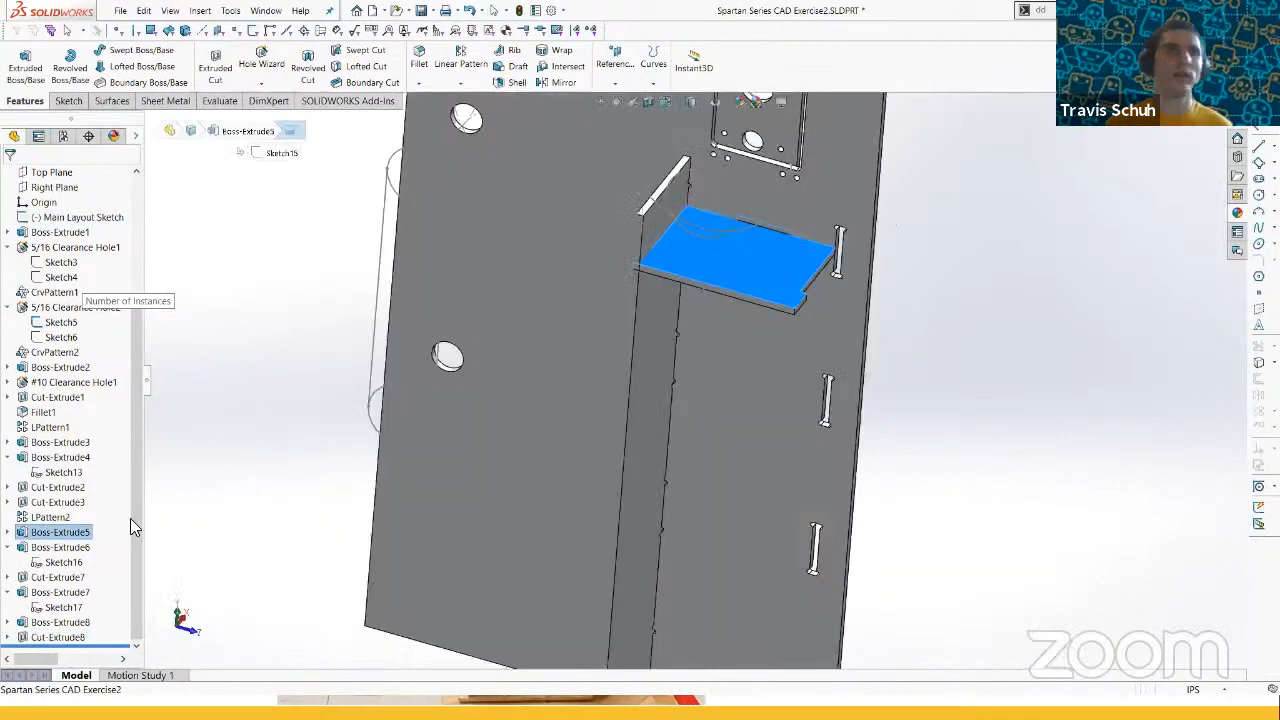 SOLIDWORKS
File Edit View Insert Tools Window Help
Spartan Series CAD Exercise2.SLDPRT *
dd
Travis Schuh
Extruded Boss/Base
Revolved Boss/Base
Swept Boss/Base
Lofted Boss/Base
Boundary Boss/Base
Extruded Cut
Hole Wizard
Revolved Cut
Swept Cut
Lofted Cut
Boundary Cut
Fillet
Linear Pattern
Rib
Draft
Shell
Wrap
Intersect
Mirror
Referenc...
Curves
Instant3D
Features Sketch Surfaces Sheet Metal Evaluate DimXpert SOLIDWORKS Add-Ins
Boss-Extrude5
Sketch15
Top Plane
Right Plane
Origin
(-) Main Layout Sketch
Boss-Extrude1
5/16 Clearance Hole1
Sketch3
Sketch4
CrvPattern1
Number of Instances
5/16 Clearance Hole2
Sketch5
Sketch6
CrvPattern2
Boss-Extrude2
#10 Clearance Hole1
Cut-Extrude1
Fillet1
LPattern1
Boss-Extrude3
Boss-Extrude4
Sketch13
Cut-Extrude2
Cut-Extrude3
LPattern2
Boss-Extrude5
Boss-Extrude6
Sketch16
Cut-Extrude7
Boss-Extrude7
Sketch17
Boss-Extrude8
Cut-Extrude8
Model Motion Study 1
Spartan Series CAD Exercise2
IPS
zoom